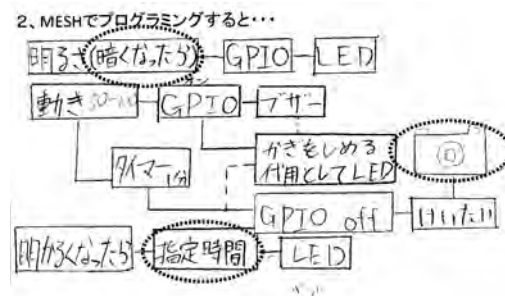 2、MESHでプログラミングすると・・・
明るさ(暗くなったら) GPIO LED
オン
動き GPIO ブザー
タイマー 1分 かぎをしめる
代用としてLED
GPIO off けいたい
明かるくなったら 指定時間 LED